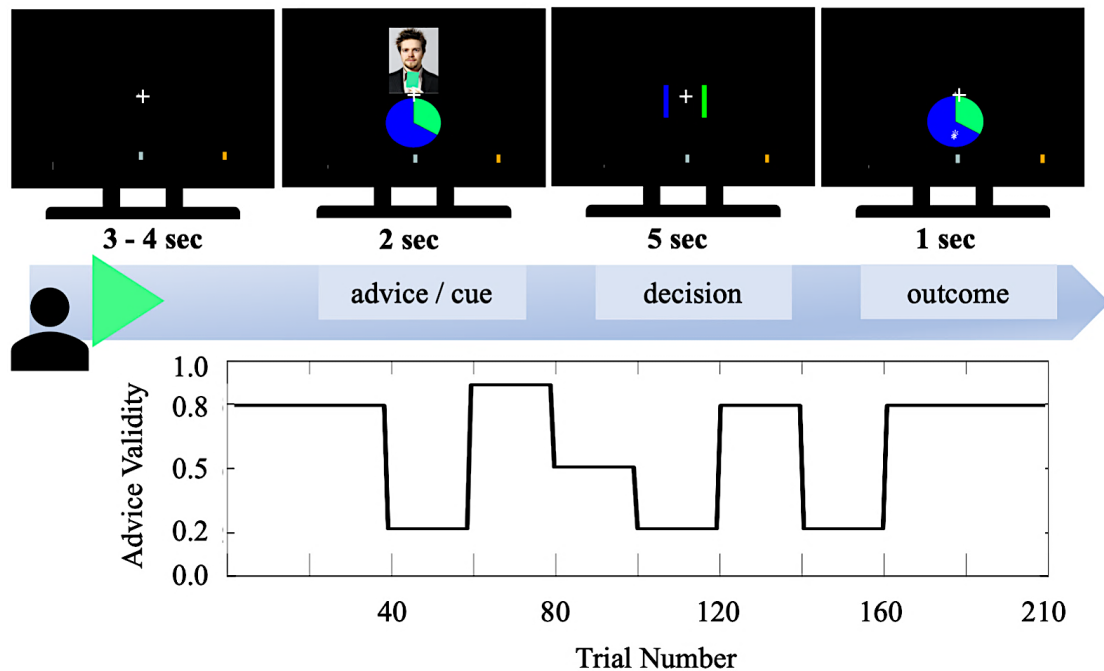 3 - 4 sec
2 sec
5 sec
1 sec
advice / cue
decision
outcome
Advice Validity
1.0
0.8
0.5
0.2
0.0
40
80
120
160
210
Trial Number